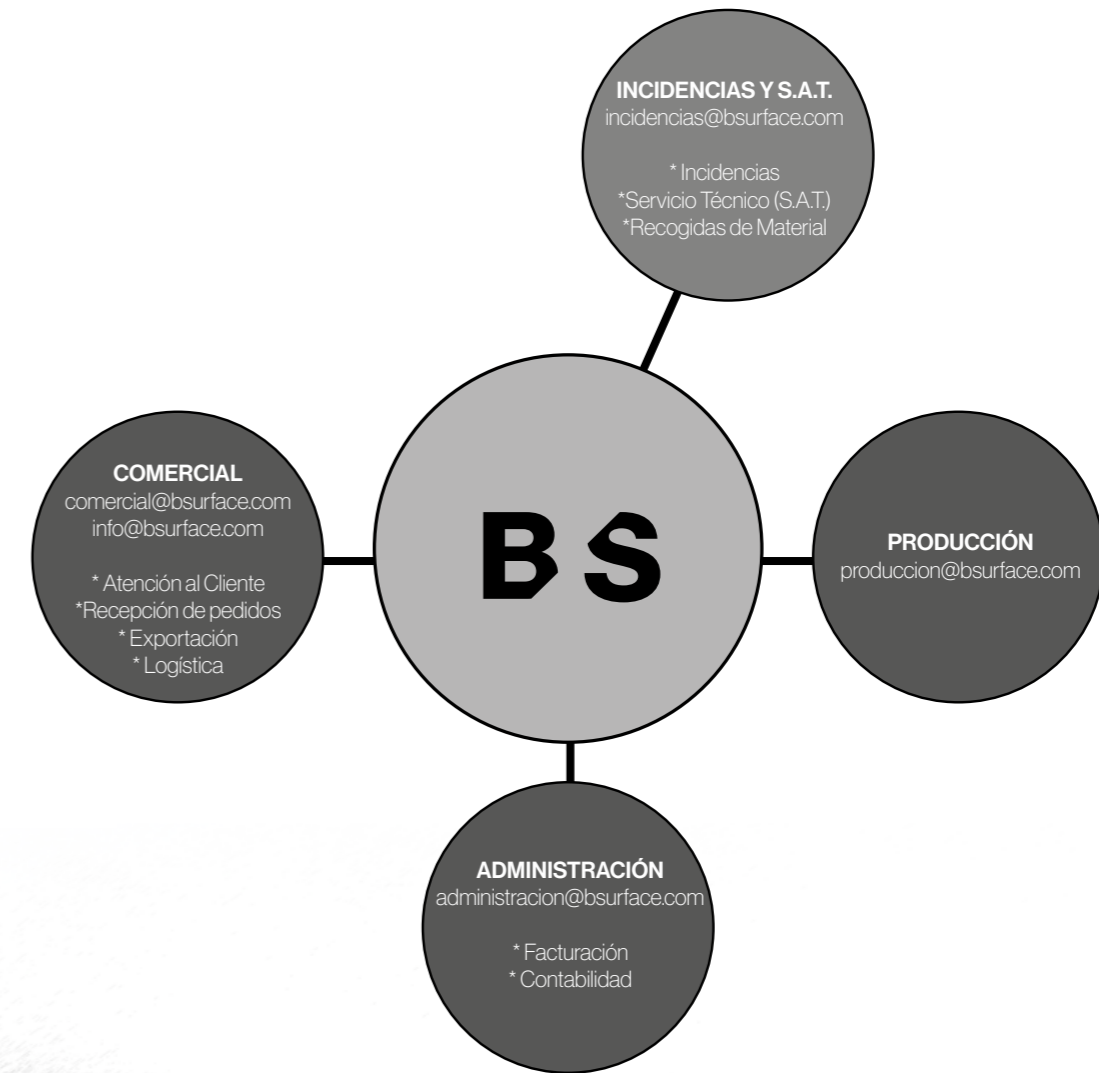 INCIDENCIAS Y S.A.T.
incidencias@bsurface.com
* Incidencias
*Servicio Técnico (S.A.T.)
*Recogidas de Material
COMERCIAL
comercial@bsurface.com
info@bsurface.com
* Atención al Cliente
*Recepción de pedidos
* Exportación
* Logística
BS
PRODUCCIÓN
produccion@bsurface.com
ADMINISTRACIÓN
administracion@bsurface.com
* Facturación
* Contabilidad